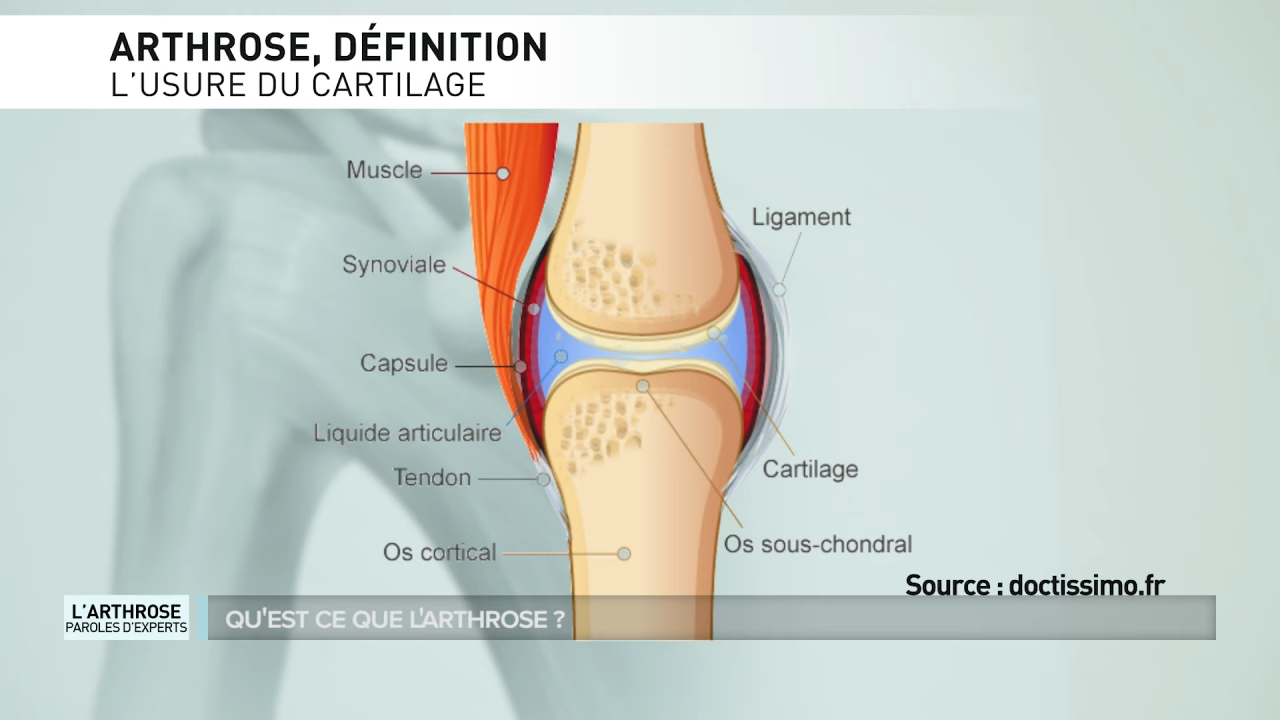 ARTHROSE, DÉFINITION
L'USURE DU CARTILAGE
Muscle
Ligament
Synoviale
Capsule
Liquide articulaire
Cartilage
Tendon
Os sous-chondral
Os cortical
Source : doctissimo.fr
L'ARTHROSE
PAROLES D'EXPERTS
QU'EST CE QUE L'ARTHROSE ?